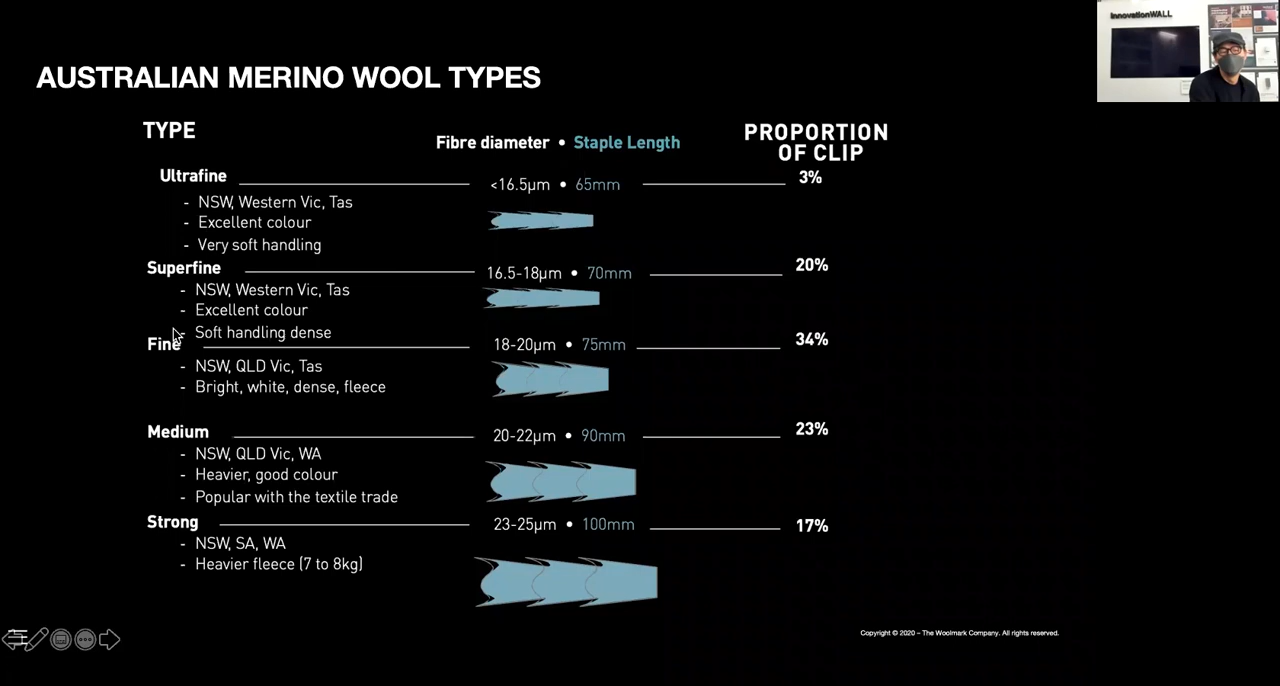 InnovationWALL
AUSTRALIAN MERINO WOOL TYPES
TYPE
Fibre diameter • Staple Length
PROPORTION
OF CLIP
Ultrafine
<16.5µm • 65mm
3%
- NSW, Western Vic, Tas
- Excellent colour
- Very soft handling
Superfine
16.5-18µm • 70mm
20%
- NSW, Western Vic, Tas
- Excellent colour
- Soft handling dense
Fine
18-20µm • 75mm
34%
- NSW, QLD Vic, Tas
- Bright, white, dense, fleece
Medium
20-22µm • 90mm
23%
- NSW, QLD Vic, WA
- Heavier, good colour
- Popular with the textile trade
Strong
23-25µm • 100mm
17%
- NSW, SA, WA
- Heavier fleece (7 to 8kg)
Copyright © 2020 – The Woolmark Company. All rights reserved.